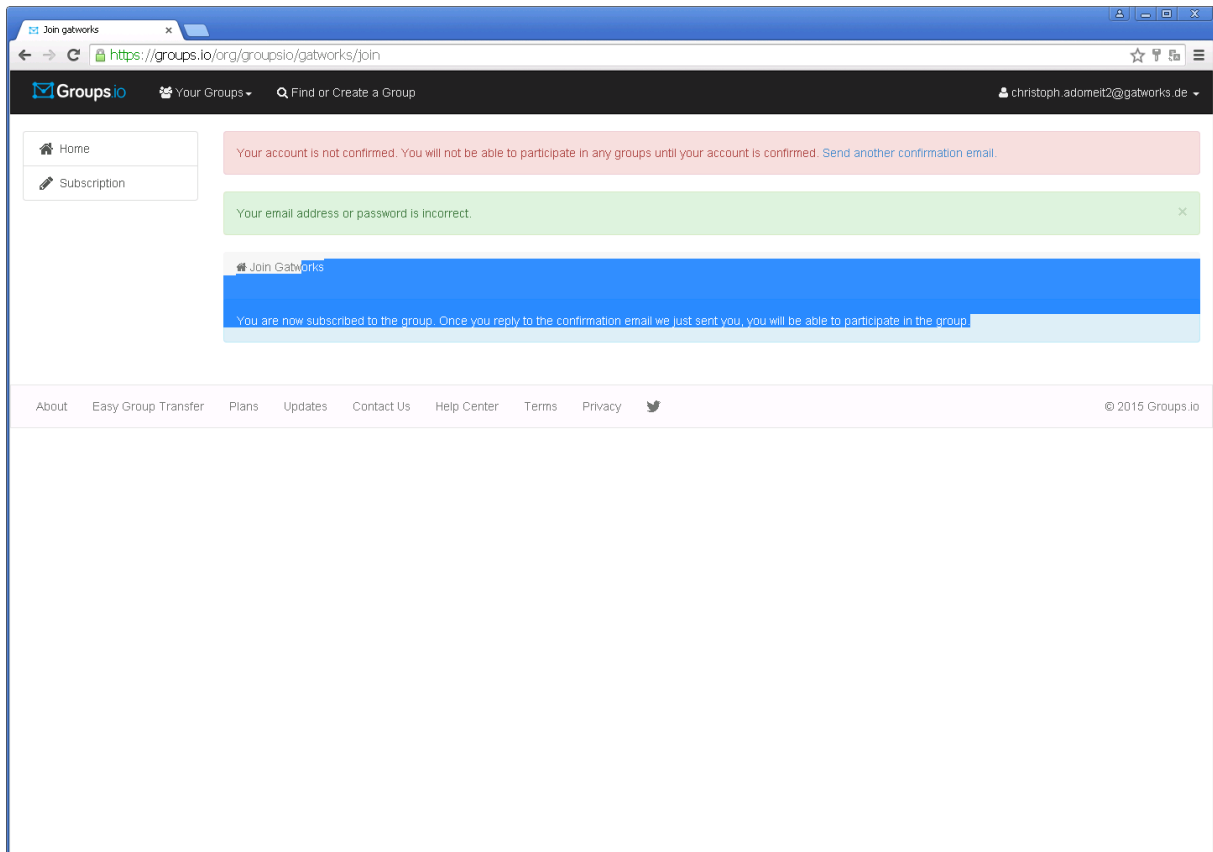 Join gatworks
https://groups.io/org/groupsio/gatworks/join
Groups.io Your Groups Find or Create a Group christoph.adomeit2@gatworks.de
Home
Subscription
Your account is not confirmed. You will not be able to participate in any groups until your account is confirmed. Send another confirmation email.
Your email address or password is incorrect. ×
Join Gatworks
You are now subscribed to the group. Once you reply to the confirmation email we just sent you, you will be able to participate in the group.
About Easy Group Transfer Plans Updates Contact Us Help Center Terms Privacy © 2015 Groups.io